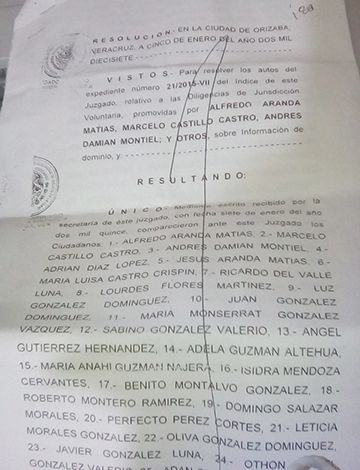 RESOLUCION.- EN LA CIUDAD DE ORIZABA,
VERACRUZ, A CINCO DE ENERO DEL AÑO DOS MIL
DIECISIETE.- - - - - - - - - - - - - - - - - - - - - - - - - - - -
V I S T O S.- Para resolver los autos del
expediente número 21/2015-VII del índice de este
Juzgado, relativo a las Diligencias de Jurisdicción
Voluntaria, promovidas por ALFREDO ARANDA
MATIAS, MARCELO CASTILLO CASTRO, ANDRES
DAMIAN MONTIEL; Y OTROS, sobre Información de
dominio, y:- - - - - - - - - - - - - - - - - - - - - - - -
R E S U L T A N D O:
Ú N I C O.- Mediante escrito recibido por la
secretaria de este juzgado, con fecha siete de enero del año
dos mil quince, comparecieron ante este Juzgado los
Ciudadanos: 1.- ALFREDO ARANDA MATIAS, 2.- MARCELO
CASTILLO CASTRO, 3.- ANDRES DAMIAN MONTIEL, 4.-
ADRIAN DIAZ LOPEZ, 5.- JESUS ARANDA MATIAS, 6.-
MARIA LUISA CASTRO CRISPIN, 7.- RICARDO DEL VALLE
LUNA, 8.- LOURDES FLORES MARTINEZ, 9.- LUZ
GONZALEZ DOMINGUEZ, 10.- JUAN GONZALEZ
DOMINGUEZ, 11.- MARIA MONSERRAT GONZALEZ
VAZQUEZ, 12.- SABINO GONZALEZ VALERIO, 13.- ANGEL
GUTIERREZ HERNANDEZ, 14.- ADELA GUZMAN ALTEHUA,
15.- MARIA ANAHI GUZMAN NAJERA, 16.- ISIDRA MENDOZA
CERVANTES, 17.- BENITO MONTALVO GONZALEZ, 18.-
ROBERTO MONTERO RAMIREZ, 19.- DOMINGO SALAZAR
MORALES, 20.- PERFECTO PEREZ CORTES, 21.- LETICIA
MORALES GONZALEZ, 22.- OLIVA GONZALEZ DOMINGUEZ,
23.- JAVIER GONZALEZ LUNA, 24.- OTHON
GONZALEZ VALERIO, 25.-